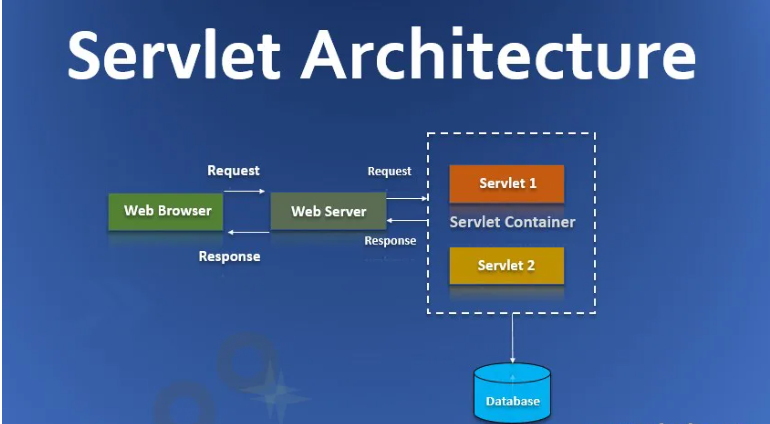 Servlet Architecture
Request
Web Browser
Response
Web Server
Request
Response
Servlet 1
Servlet Container
Servlet 2
Database